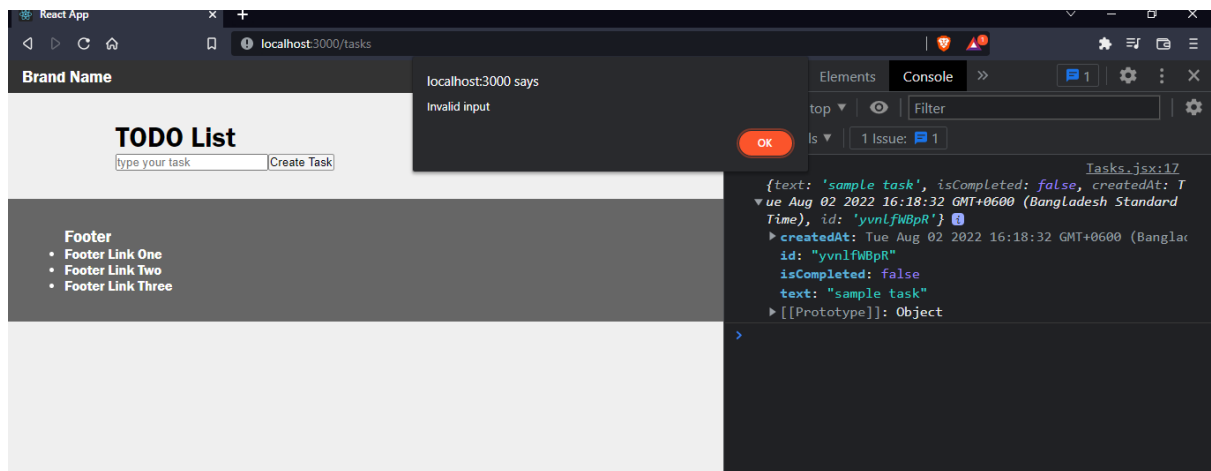 React App
localhost:3000/tasks
Brand Name
localhost:3000 says
Invalid input
OK
TODO List
type your task
Create Task
Footer
Footer Link One
Footer Link Two
Footer Link Three
Elements Console » 1
top Filter
1 Issue: 1
Tasks.jsx:17
{text: 'sample task', isCompleted: false, createdAt: T
ue Aug 02 2022 16:18:32 GMT+0600 (Bangladesh Standard
Time), id: 'yvnlfWBpR'}
createdAt: Tue Aug 02 2022 16:18:32 GMT+0600 (Banglac
id: "yvnlfWBpR"
isCompleted: false
text: "sample task"
[[Prototype]]: Object